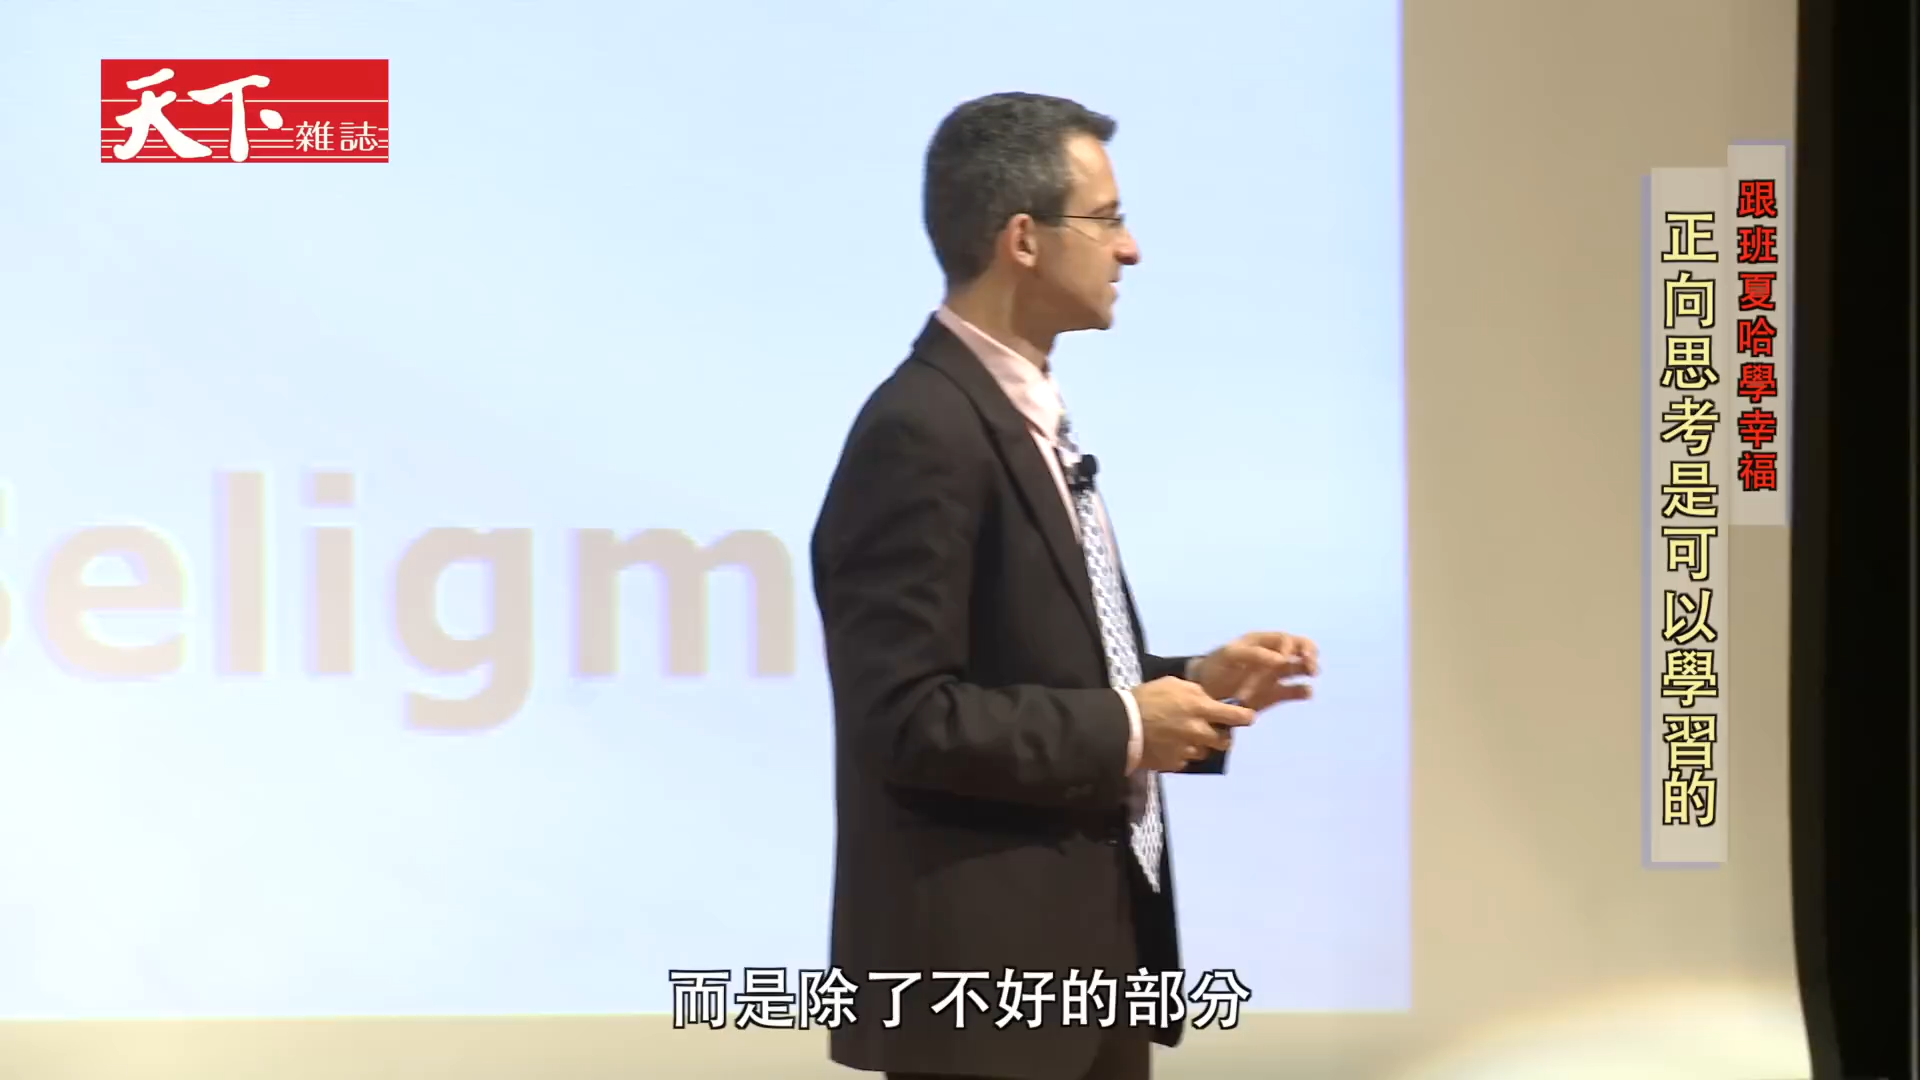 天下雜誌
跟班夏哈學幸福
正向思考是可以學習的
Seligm
而是除了不好的部分